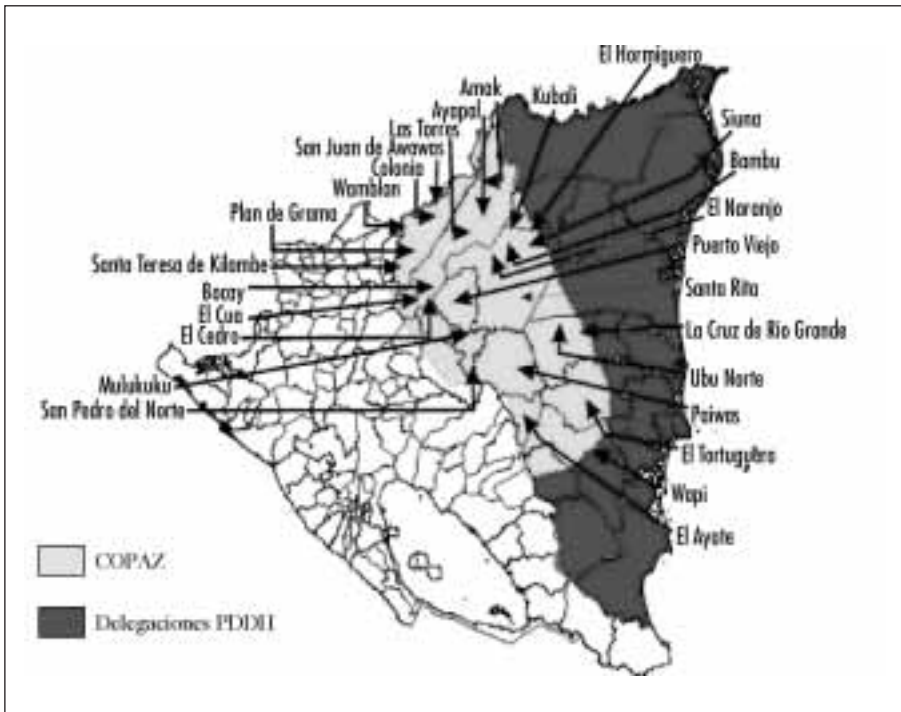 El Hormiguero
Amak
Kubali
Ayapal
Las Torres
San Juan de Awawas
Colonia
Wamblan
Plan de Grama
Santa Teresa de Kilambe
Bocay
El Cua
El Cedro
Mulukuku
San Pedro del Norte
Siuna
Bambu
El Naranjo
Puerto Viejo
Santa Rita
La Cruz de Rio Grande
Ubu Norte
Paiwas
El Tortuguero
Wapi
El Ayote
COPAZ
Delegaciones PDDH